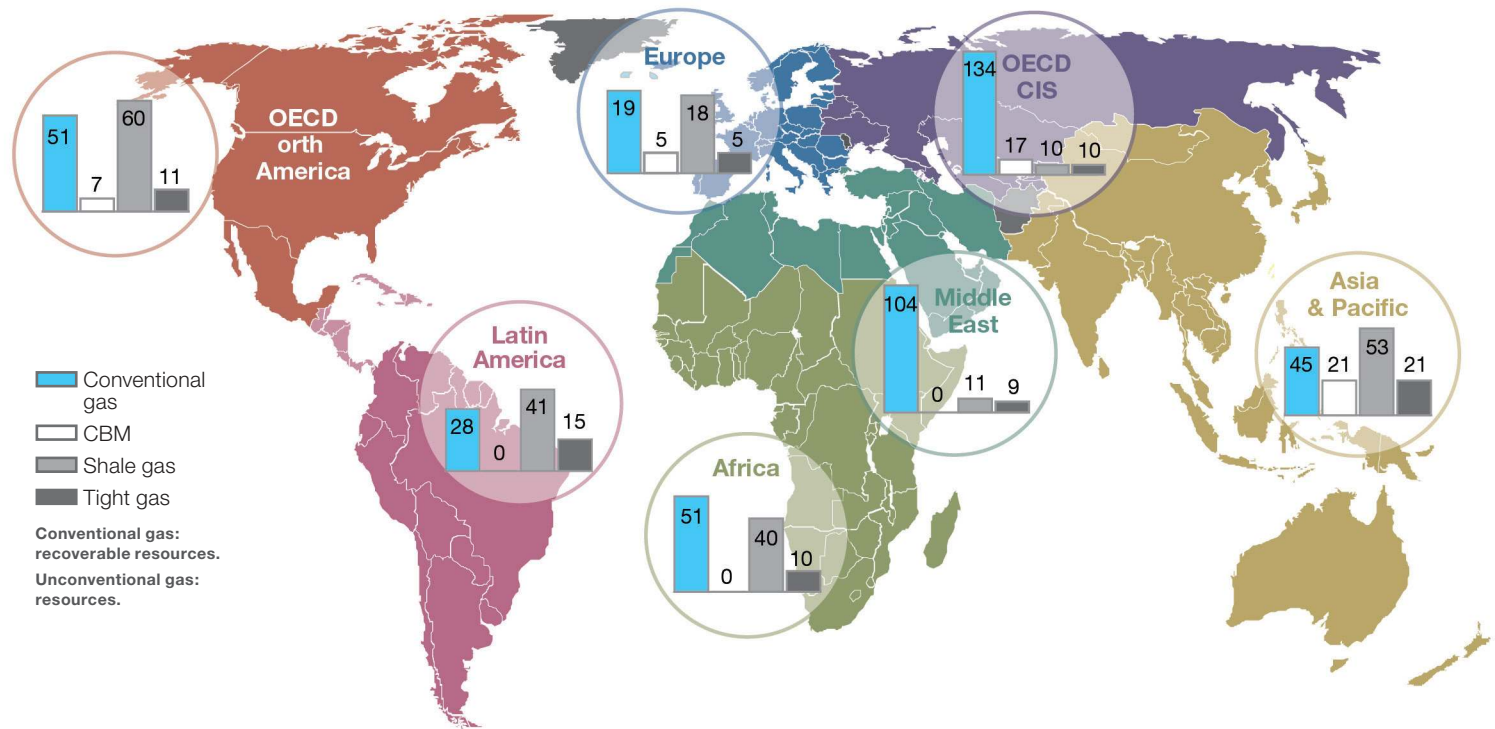 OECD
orth
America
51
7
60
11
Europe
19
5
18
5
OECD
CIS
134
17
10
10
Latin
America
28
0
41
15
Middle
East
104
0
11
9
Asia
& Pacific
45
21
53
21
Africa
51
0
40
10
Conventional
gas
CBM
Shale gas
Tight gas
Conventional gas:
recoverable resources.
Unconventional gas:
resources.